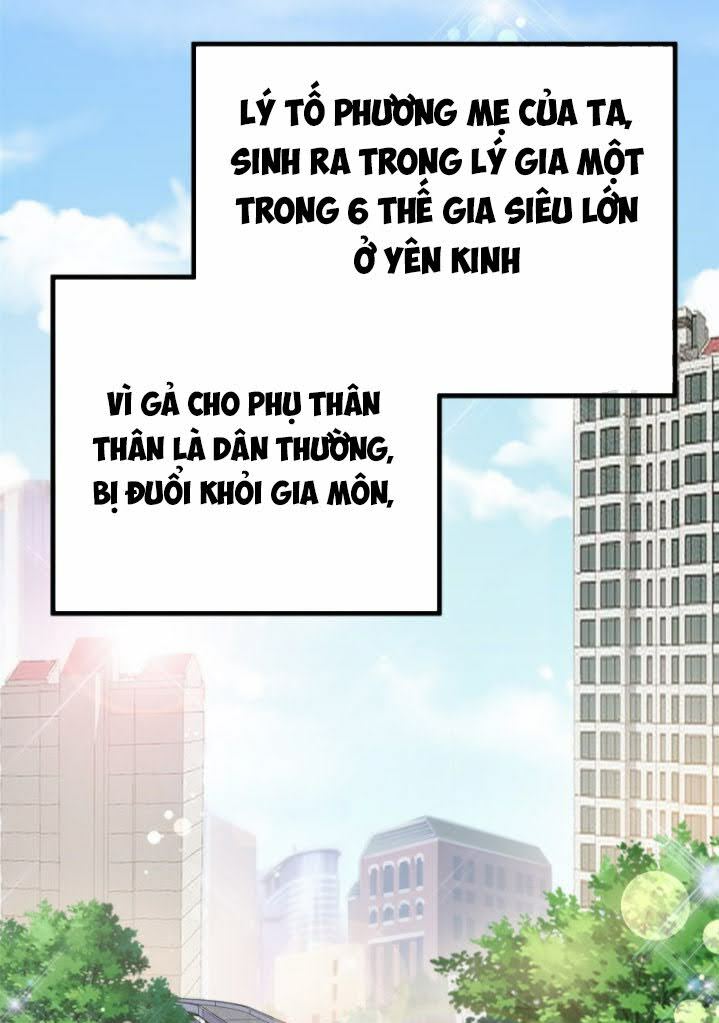 LÝ TỐ PHƯƠNG MẸ CỦA TA,
SINH RA TRONG LÝ GIA MỘT
TRONG 6 THẾ GIA SIÊU LỚN
Ở YÊN KINH
VÌ GẢ CHO PHỤ THÂN
THÂN LÀ DÂN THƯỜNG,
BỊ ĐUỔI KHỎI GIA MÔN,